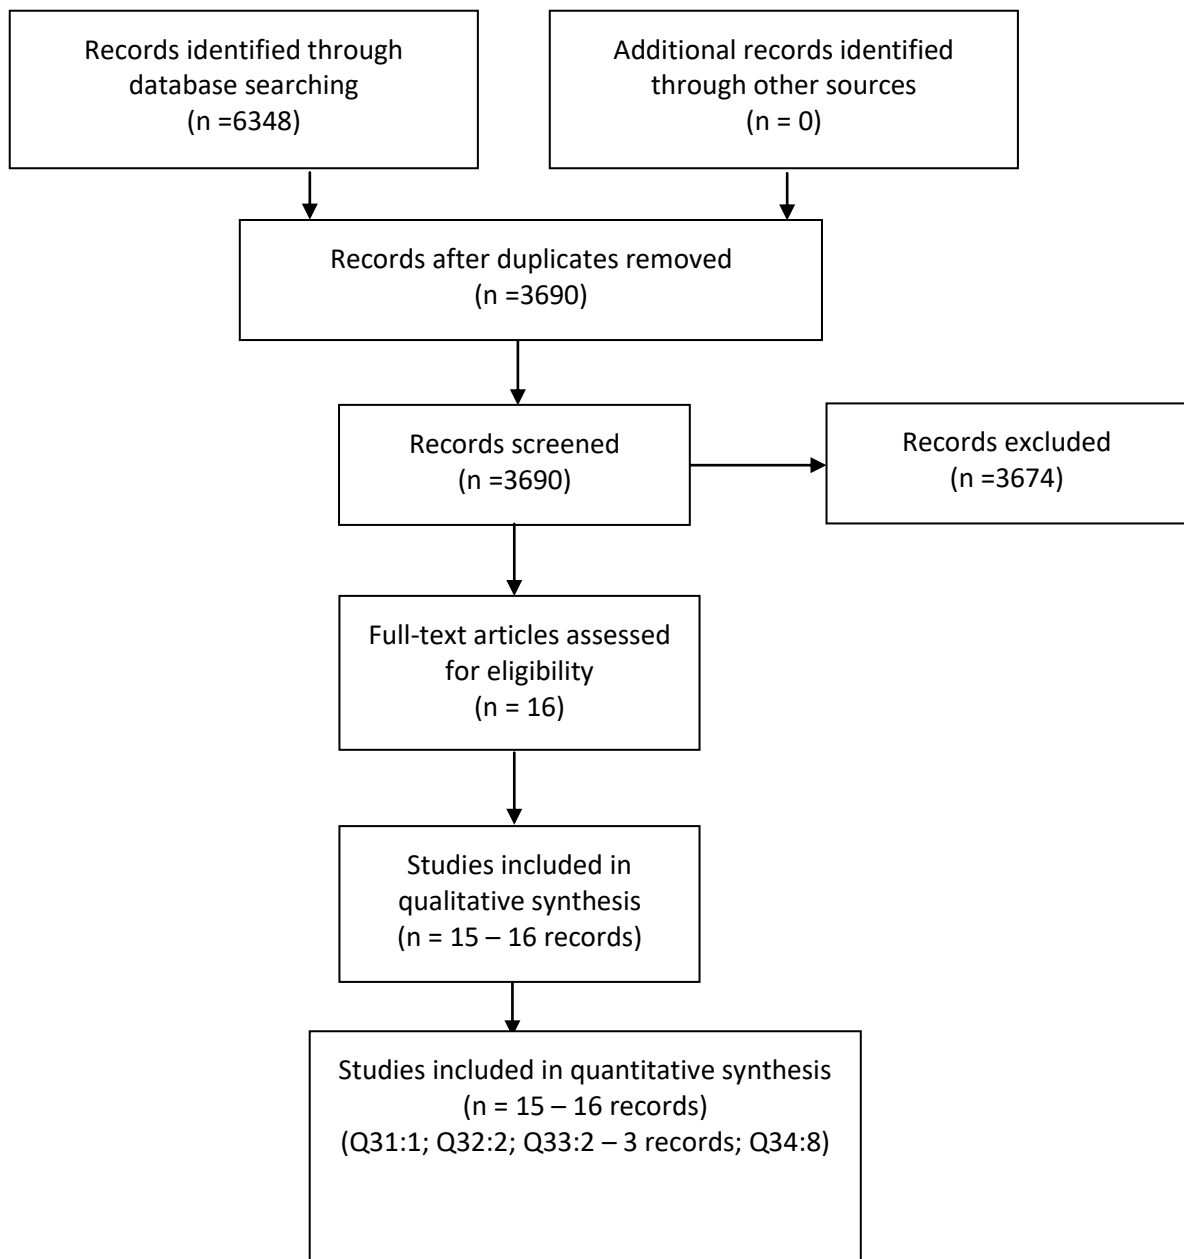 Records identified through
database searching
(n =6348)
Additional records identified
through other sources
(n = 0)
Records after duplicates removed
(n =3690)
Records screened
(n =3690)
Records excluded
(n =3674)
Full-text articles assessed
for eligibility
(n = 16)
Studies included in
qualitative synthesis
(n = 15 – 16 records)
Studies included in quantitative synthesis
(n = 15 – 16 records)
(Q31:1; Q32:2; Q33:2 – 3 records; Q34:8)